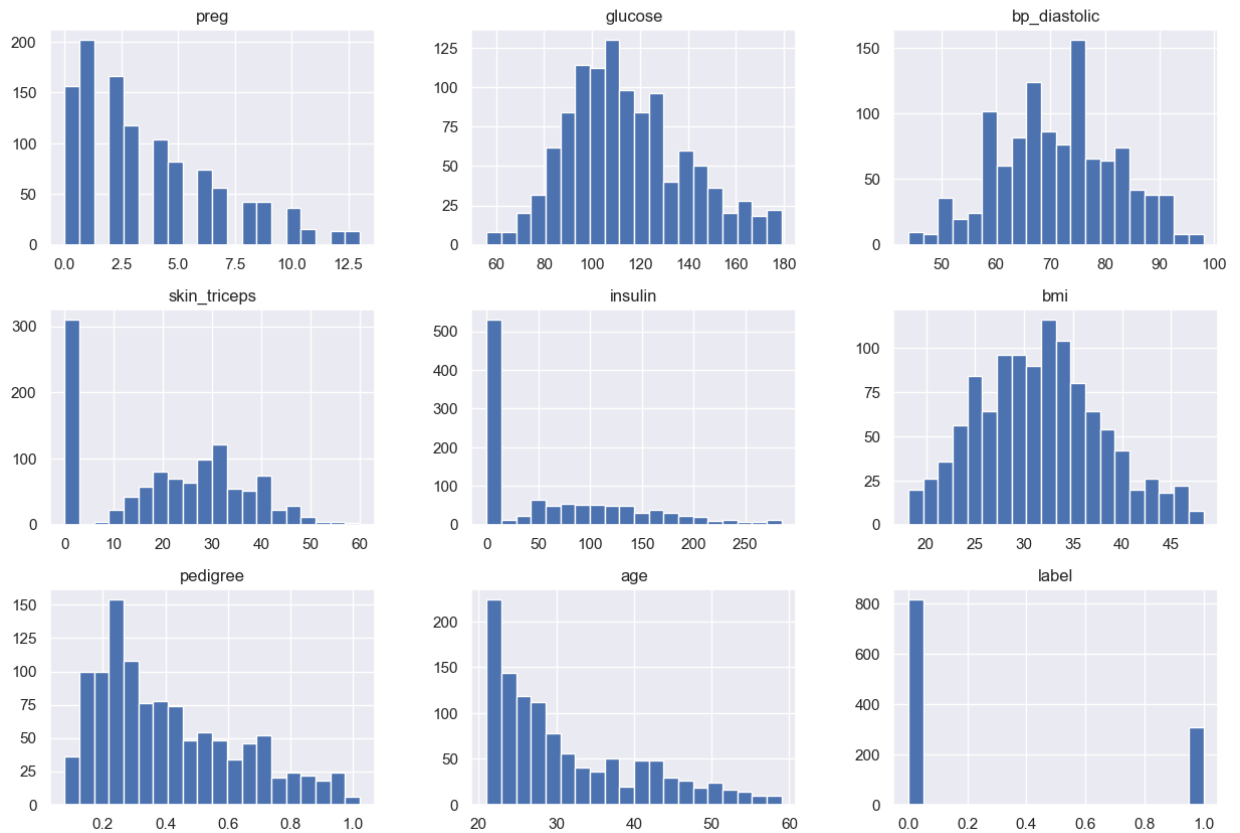 preg
200
150
100
50
0
0.0 2.5 5.0 7.5 10.0 12.5
glucose
125
100
75
50
25
0
60 80 100 120 140 160 180
bp_diastolic
150
100
50
0
50 60 70 80 90 100
skin_triceps
300
200
100
0
0 10 20 30 40 50 60
insulin
500
400
300
200
100
0
0 50 100 150 200 250
bmi
100
75
50
25
0
20 25 30 35 40 45
pedigree
150
125
100
75
50
25
0
0.2 0.4 0.6 0.8 1.0
age
200
150
100
50
0
20 30 40 50 60
label
800
600
400
200
0
0.0 0.2 0.4 0.6 0.8 1.0